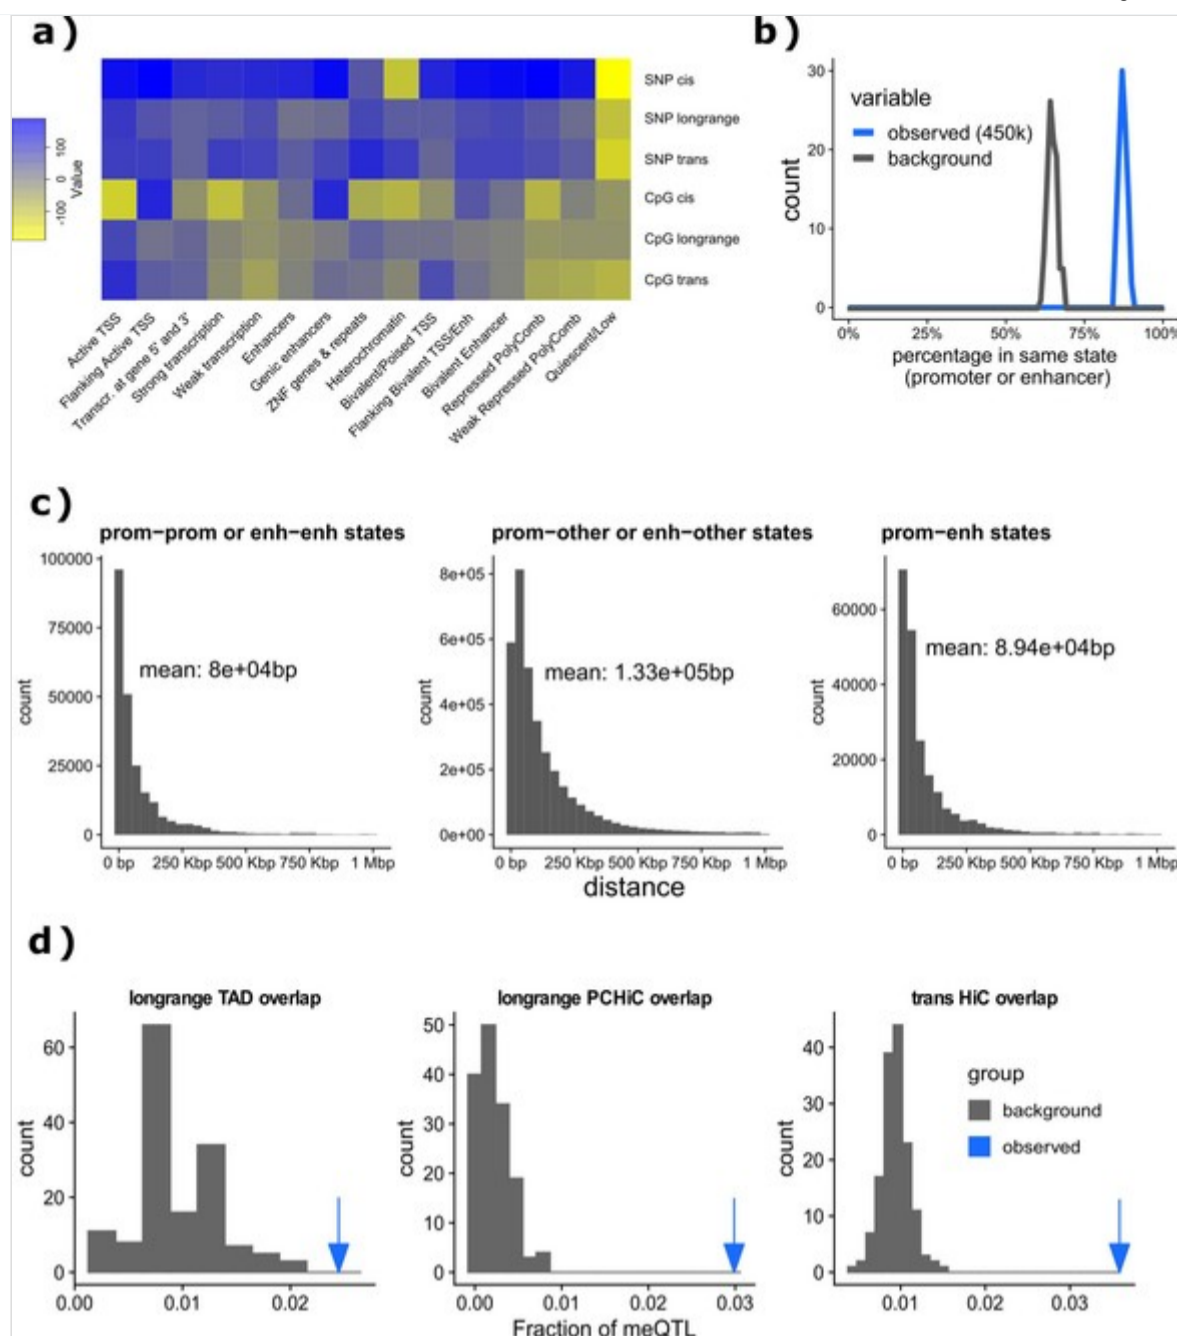 a)
SNP cis
SNP longrange
SNP trans
CpG cis
CpG longrange
CpG trans
100
0
-100
Value
Active TSS
Flanking Active TSS
Transcr. at gene 5' and 3'
Strong transcription
Weak transcription
Enhancers
Genic enhancers
ZNF genes & repeats
Heterochromatin
Bivalent/Poised TSS
Flanking Bivalent TSS/Enh
Bivalent Enhancer
Repressed PolyComb
Weak Repressed PolyComb
Quiescent/Low
b)
30
20
10
0
count
variable
observed (450k)
background
0% 25% 50% 75% 100%
percentage in same state
(promoter or enhancer)
c)
prom−prom or enh−enh states
100000
75000
50000
25000
0
count
mean: 8e+04bp
0 bp 250 Kbp 500 Kbp 750 Kbp 1 Mbp
prom−other or enh−other states
8e+05
6e+05
4e+05
2e+05
0e+00
count
mean: 1.33e+05bp
0 bp 250 Kbp 500 Kbp 750 Kbp 1 Mbp
prom−enh states
60000
40000
20000
0
count
mean: 8.94e+04bp
0 bp 250 Kbp 500 Kbp 750 Kbp 1 Mbp
distance
d)
longrange TAD overlap
60
40
20
0
count
0.00 0.01 0.02
longrange PCHiC overlap
50
40
30
20
10
0
count
0.00 0.01 0.02 0.03
trans HiC overlap
40
30
20
10
0
count
group
background
observed
0.01 0.02 0.03
Fraction of meQTL